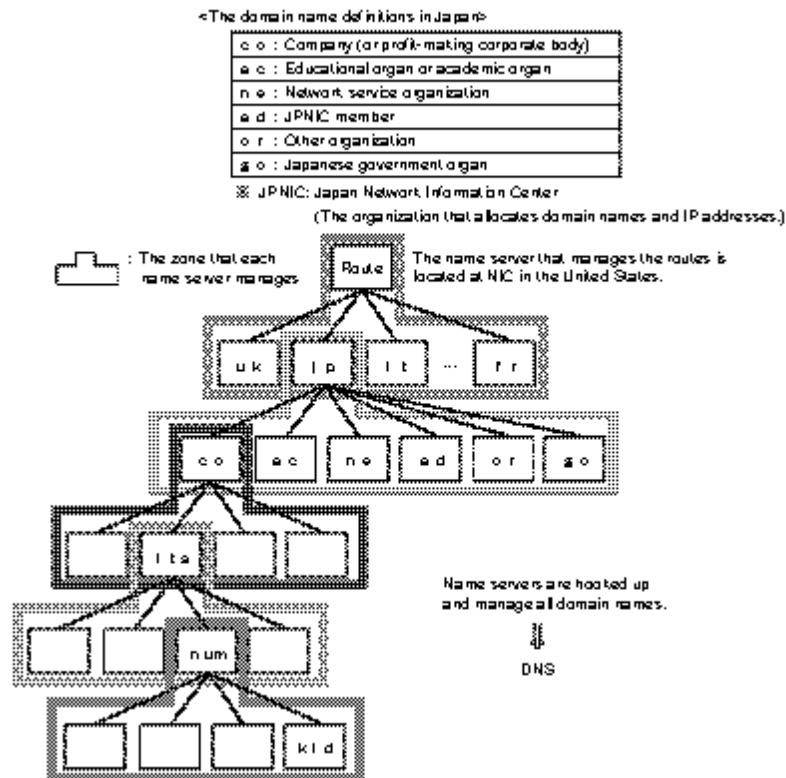 <The domain name definitions in Japan>
co : Company (or profit-making corporate body)
ac : Educational organ or academic organ
ne : Network service organization
ad : JPNIC member
or : Other organization
go : Japanese government organ
※ JPNIC: Japan Network Information Center
(The organization that allocates domain names and IP addresses.)
: The zone that each
name server manages
Route
The name server that manages the routes is
located at NIC in the United States.
uk
jp
it
...
fr
co
ac
ne
ad
or
go
Name servers are hooked up
and manage all domain names.
num
DNS